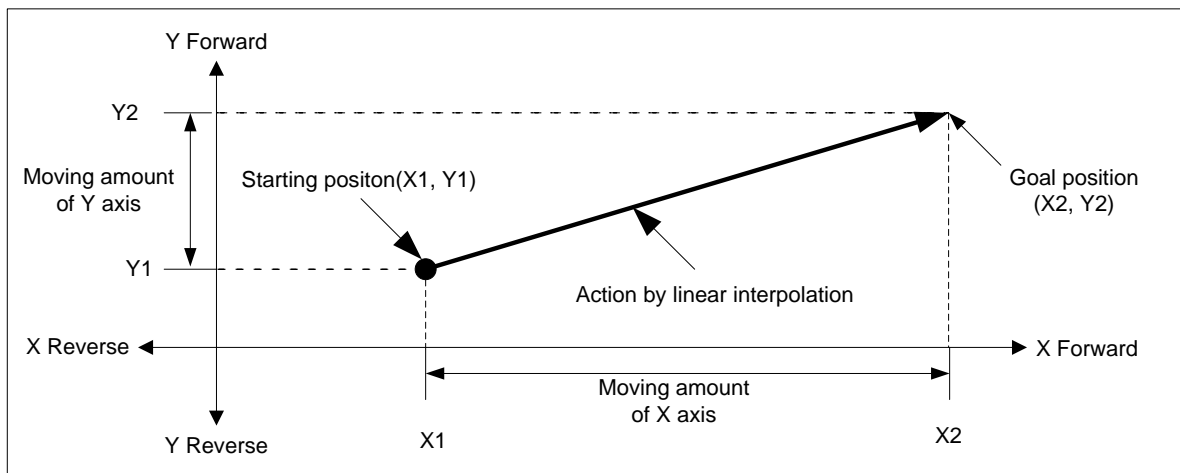 Y Forward
Y2
Moving amount
of Y axis
Starting positon(X1, Y1)
Goal position
(X2, Y2)
Y1
Action by linear interpolation
X Reverse
X Forward
Moving amount
of X axis
Y Reverse
X1
X2